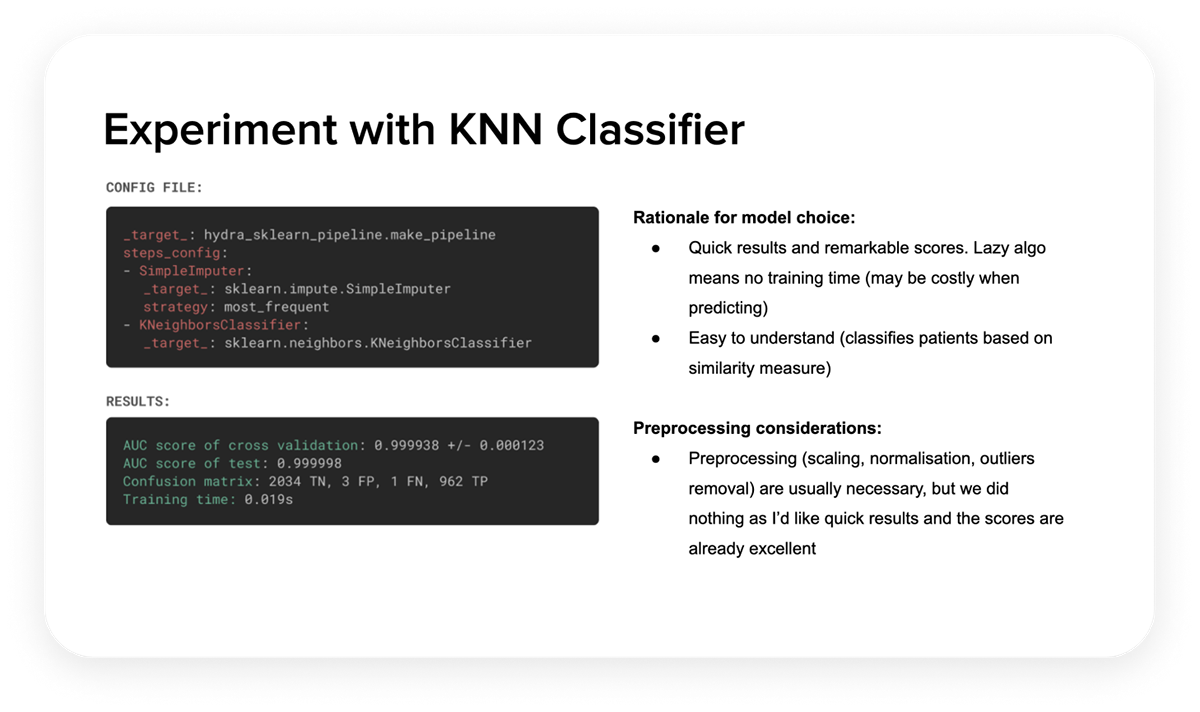 Experiment with KNN Classifier
CONFIG FILE:
_target_: hydra_sklearn_pipeline.make_pipeline
steps_config:
- SimpleImputer:
_target_: sklearn.impute.SimpleImputer
strategy: most_frequent
- KNeighborsClassifier:
_target_: sklearn.neighbors.KNeighborsClassifier
RESULTS:
AUC score of cross validation: 0.999938 +/- 0.000123
AUC score of test: 0.999998
Confusion matrix: 2034 TN, 3 FP, 1 FN, 962 TP
Training time: 0.019s
Rationale for model choice:
● Quick results and remarkable scores. Lazy algo
means no training time (may be costly when
predicting)
● Easy to understand (classifies patients based on
similarity measure)
Preprocessing considerations:
● Preprocessing (scaling, normalisation, outliers
removal) are usually necessary, but we did
nothing as I’d like quick results and the scores are
already excellent